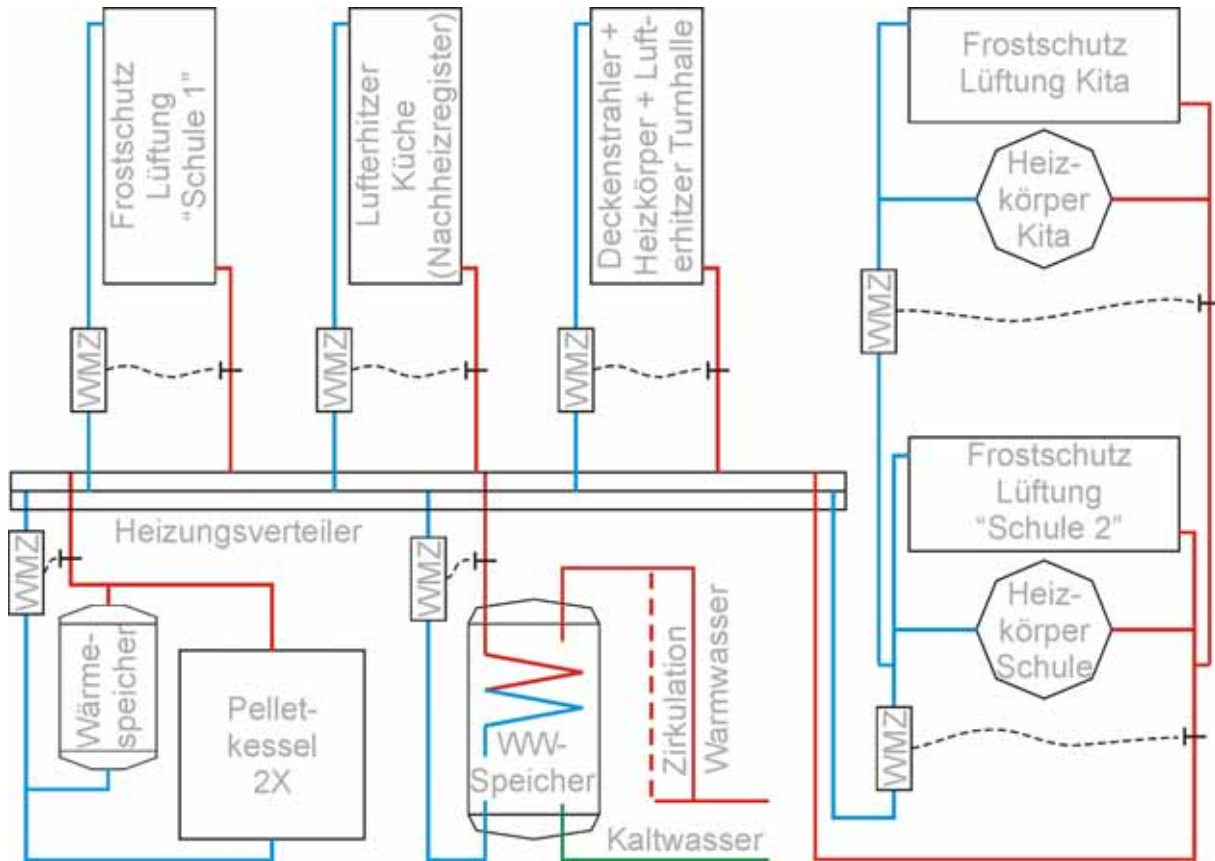 Frostschutz
Lüftung
"Schule 1"
Lufterhitzer
Küche
(Nachheizregister)
Deckenstrahler +
Heizkörper + Luft-
erhitzer Turnhalle
Frostschutz
Lüftung Kita
Heiz-
körper
Kita
WMZ
WMZ
WMZ
WMZ
Frostschutz
Lüftung
"Schule 2"
Heiz-
körper
Schule
WMZ
Heizungsverteiler
WMZ
WMZ
Wärme-
speicher
Pellet-
kessel
2X
WW-
Speicher
Zirkulation
Warmwasser
Kaltwasser